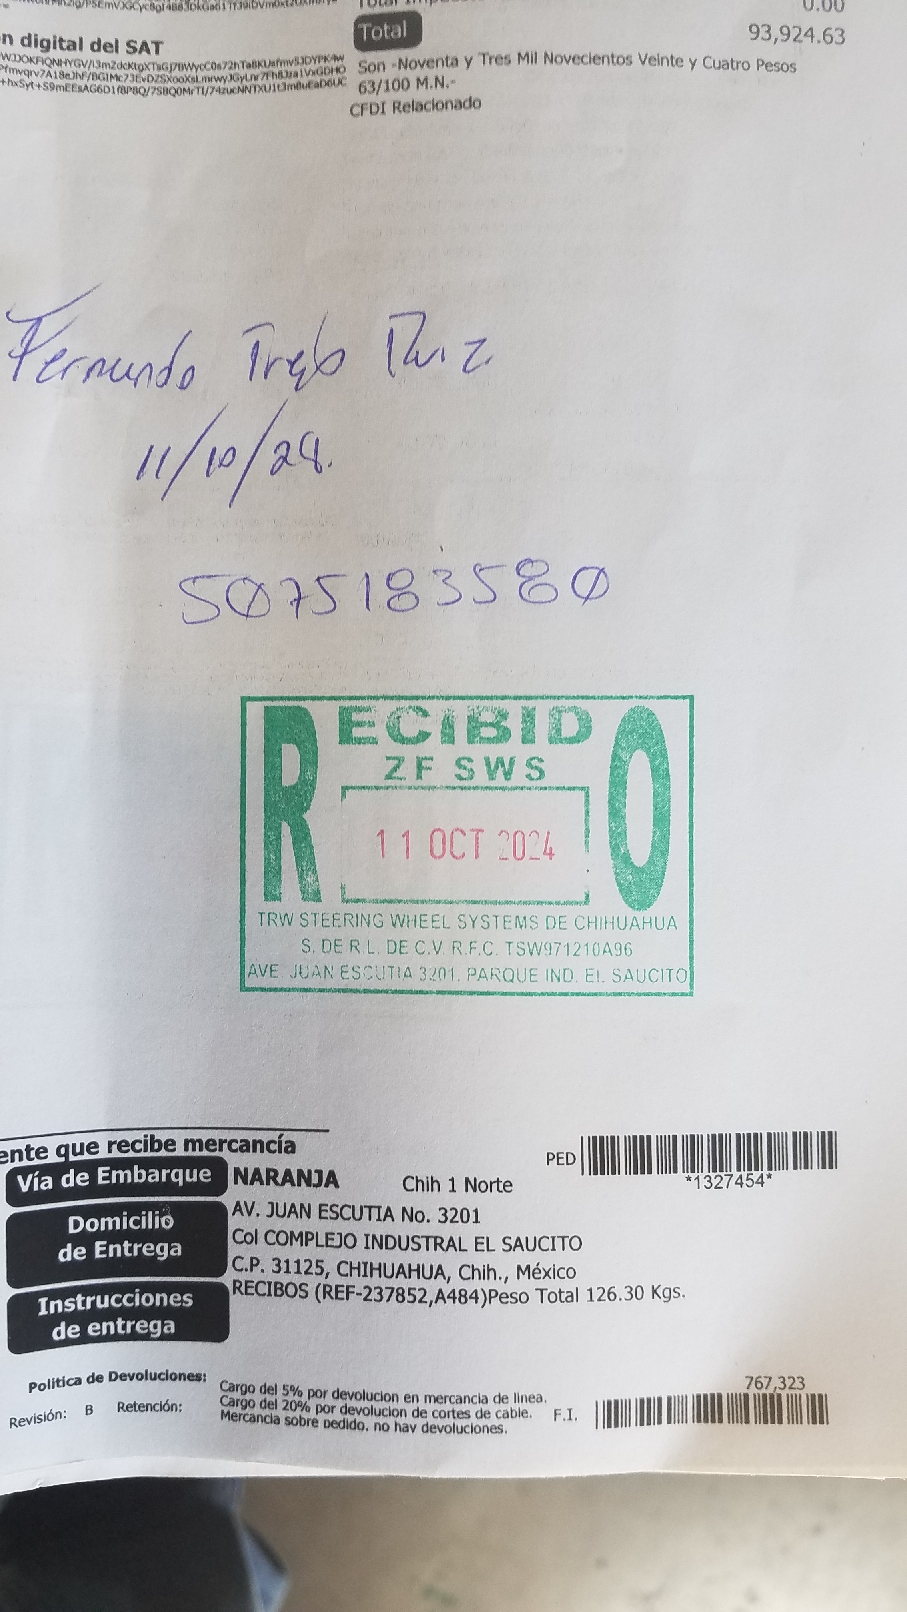 0.00
n digital del SAT
Total
93,924.63
Son -Noventa y Tres Mil Novecientos Veinte y Cuatro Pesos
63/100 M.N.-
CFDI Relacionado
Fernando Ruiz
11/10/24.
5075183580
RECIBIDO
ZF SWS
11 OCT 2024
TRW STEERING WHEEL SYSTEMS DE CHIHUAHUA
S. DE R.L. DE C.V. R.F.C. TSW971210A96
AVE. JUAN ESCUTIA 3201. PARQUE IND. EL SAUCITO
ente que recibe mercancía
PED
*1327454*
Vía de Embarque NARANJA Chih 1 Norte
Domicilio de Entrega
AV. JUAN ESCUTIA No. 3201
Col COMPLEJO INDUSTRAL EL SAUCITO
C.P. 31125, CHIHUAHUA, Chih., México
Instrucciones de entrega
RECIBOS (REF-237852,A484)Peso Total 126.30 Kgs.
Politica de Devoluciones:
Cargo del 5% por devolucion en mercancia de linea.
Cargo del 20% por devolucion de cortes de cable.
Mercancia sobre pedido, no hay devoluciones.
Revisión: B Retención:
F.I.
767,323